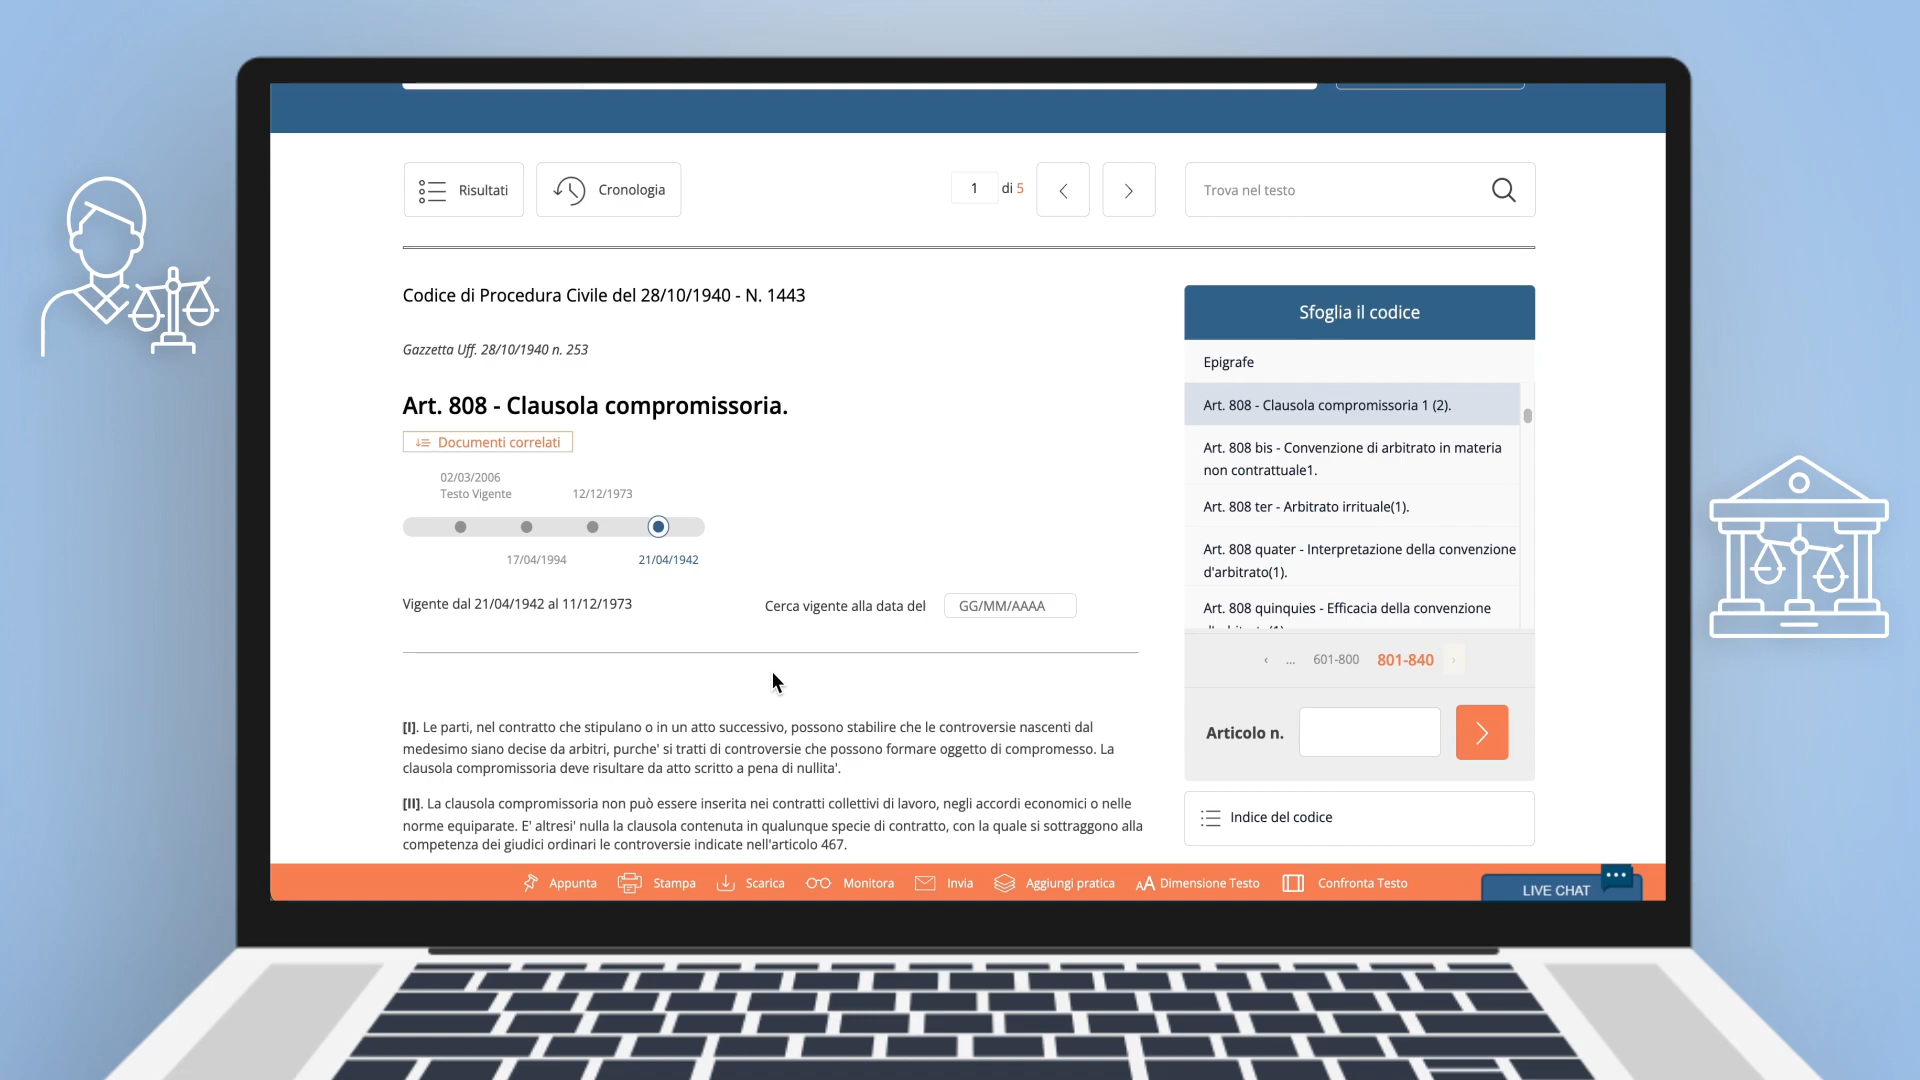 Risultati
Cronologia
1 di 5
Trova nel testo
Codice di Procedura Civile del 28/10/1940 - N. 1443
Gazzetta Uff. 28/10/1940 n. 253
Art. 808 - Clausola compromissoria.
Documenti correlati
02/03/2006
Testo Vigente
12/12/1973
17/04/1994
21/04/1942
Vigente dal 21/04/1942 al 11/12/1973
Cerca vigente alla data del
GG/MM/AAAA
[I]. Le parti, nel contratto che stipulano o in un atto successivo, possono stabilire che le controversie nascenti dal
medesimo siano decise da arbitri, purche' si tratti di controversie che possono formare oggetto di compromesso. La
clausola compromissoria deve risultare da atto scritto a pena di nullita'.
[II]. La clausola compromissoria non può essere inserita nei contratti collettivi di lavoro, negli accordi economici o nelle
norme equiparate. E' altresi' nulla la clausola contenuta in qualunque specie di contratto, con la quale si sottraggono alla
competenza dei giudici ordinari le controversie indicate nell'articolo 467.
Sfoglia il codice
Epigrafe
Art. 808 - Clausola compromissoria 1 (2).
Art. 808 bis - Convenzione di arbitrato in materia
non contrattuale1.
Art. 808 ter - Arbitrato irrituale(1).
Art. 808 quater - Interpretazione della convenzione
d'arbitrato(1).
Art. 808 quinquies - Efficacia della convenzione
‹ ... 601-800 801-840 ›
Articolo n.
Indice del codice
Appunta
Stampa
Scarica
Monitora
Invia
Aggiungi pratica
AA Dimensione Testo
Confronta Testo
LIVE CHAT